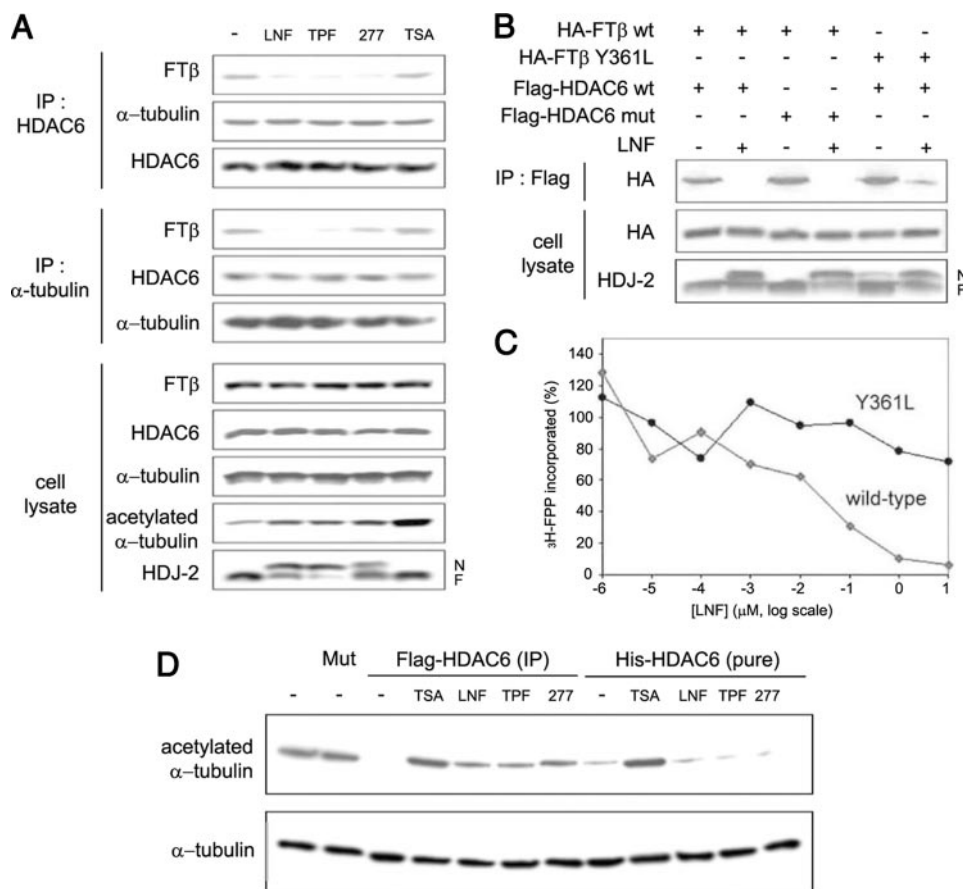 A
- LNF TPF 277 TSA
IP :
HDAC6
FTβ
α-tubulin
HDAC6
IP :
α-tubulin
FTβ
HDAC6
α-tubulin
cell
lysate
FTβ
HDAC6
α-tubulin
acetylated
α-tubulin
HDJ-2
N
F
B
HA-FTβ wt + + + + - -
HA-FTβ Y361L - - - - + +
Flag-HDAC6 wt + + - - + +
Flag-HDAC6 mut - - + + - -
LNF - + - + - +
IP : Flag HA
cell
lysate
HA
HDJ-2
N
F
C
3H-FPP incorporated (%)
140
120
100
80
60
40
20
0
Y361L
wild-type
-6 -5 -4 -3 -2 -1 0 1
[LNF] (μM, log scale)
D
Mut Flag-HDAC6 (IP) His-HDAC6 (pure)
- - - TSA LNF TPF 277 - TSA LNF TPF 277
acetylated
α-tubulin
α-tubulin